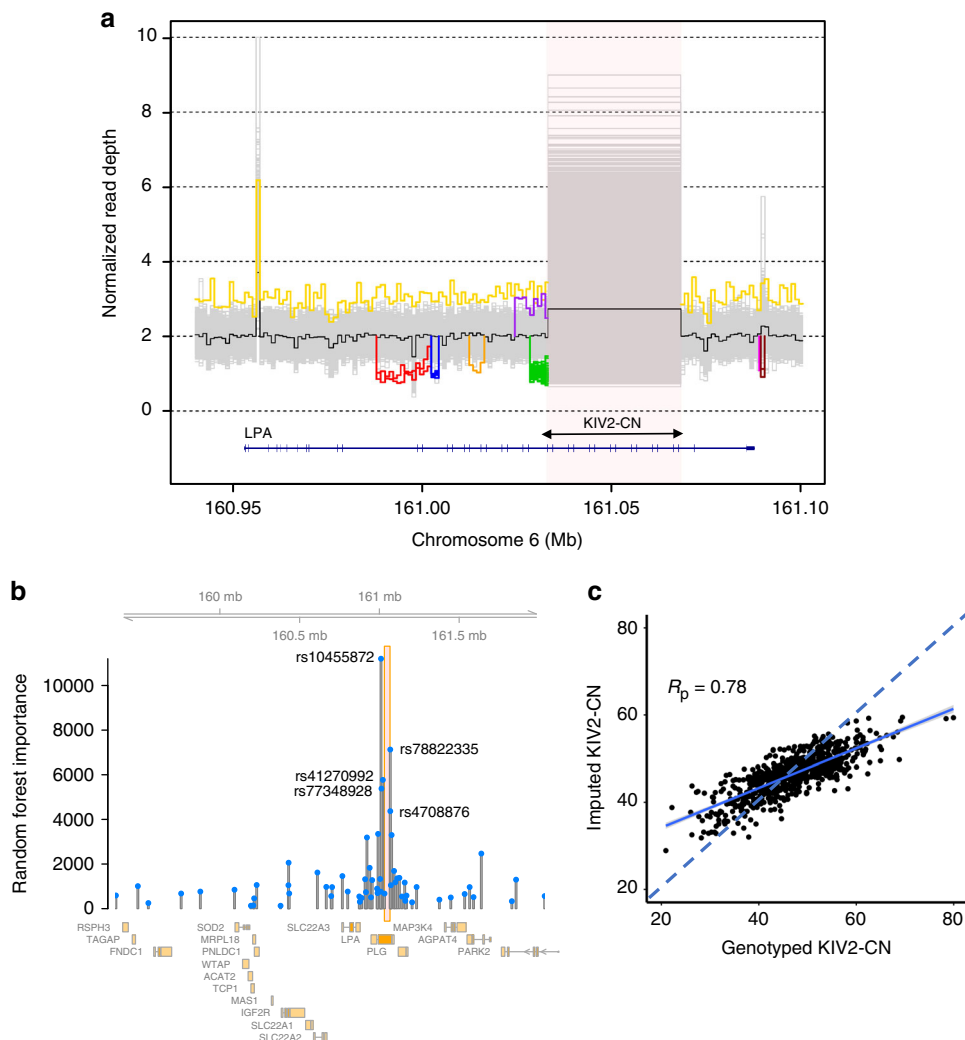 a
Normalized read depth
10
8
6
4
2
0
LPA
KIV2-CN
160.95
161.00
161.05
161.10
Chromosome 6 (Mb)
b
160 mb
161 mb
160.5 mb
161.5 mb
Random forest importance
10000
8000
6000
4000
2000
0
rs10455872
rs78822335
rs41270992
rs77348928
rs4708876
RSPH3
SOD2
SLC22A3
MAP3K4
TAGAP
MRPL18
LPA
AGPAT4
FNDC1
PNLDC1
PLG
PARK2
WTAP
ACAT2
TCP1
MAS1
IGF2R
SLC22A1
SLC22A2
c
Imputed KIV2-CN
80
60
40
20
Rp = 0.78
20
40
60
80
Genotyped KIV2-CN